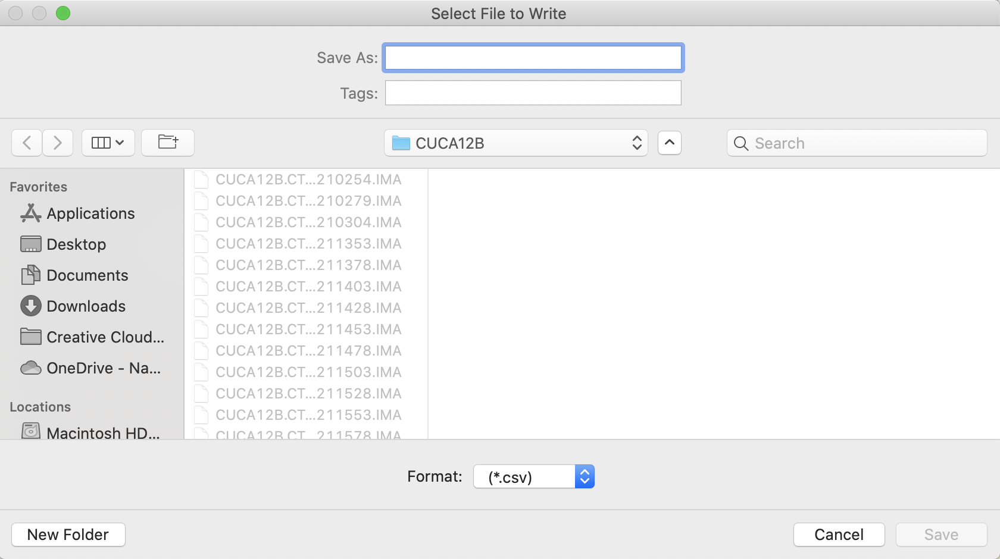 Select File to Write
Save As:
Tags:
CUCA12B
Search
Favorites
Applications
Desktop
Documents
Downloads
Creative Cloud...
OneDrive - Na...
Locations
Macintosh HD...
CUCA12B.CT...210254.IMA
CUCA12B.CT...210279.IMA
CUCA12B.CT...210304.IMA
CUCA12B.CT...211353.IMA
CUCA12B.CT...211378.IMA
CUCA12B.CT...211403.IMA
CUCA12B.CT...211428.IMA
CUCA12B.CT...211453.IMA
CUCA12B.CT...211478.IMA
CUCA12B.CT...211503.IMA
CUCA12B.CT...211528.IMA
CUCA12B.CT...211553.IMA
CUCA12B.CT...211578.IMA
Format: (*.csv)
New Folder
Cancel
Save